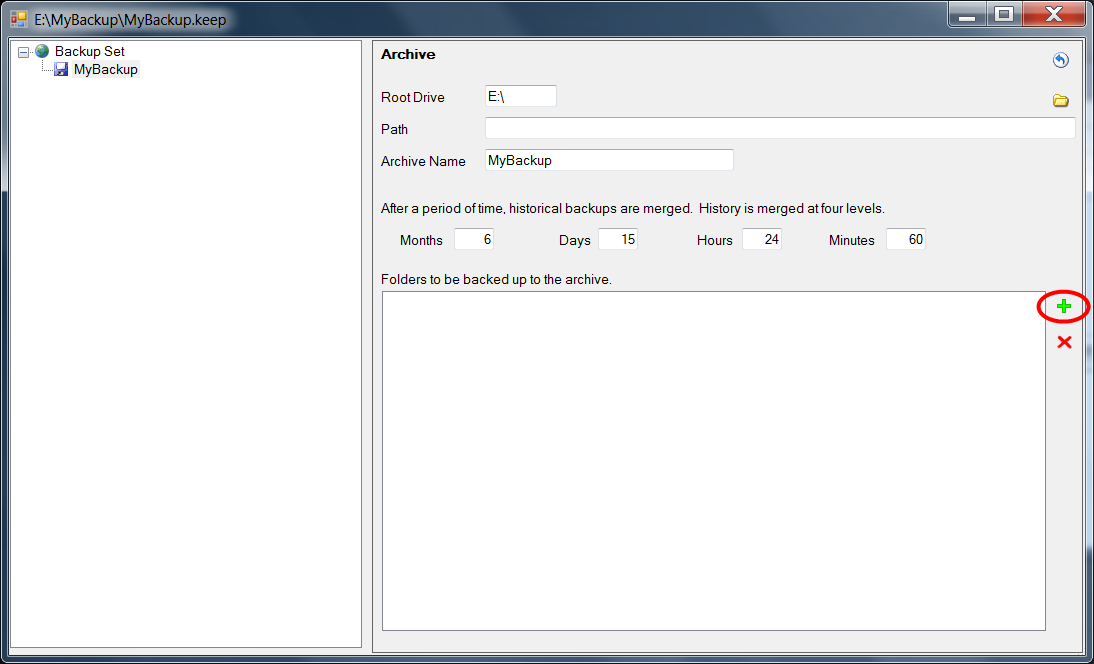 E:\MyBackup\MyBackup.keep
Backup Set
MyBackup
Archive
Root Drive E:\
Path
Archive Name MyBackup
After a period of time, historical backups are merged.  History is merged at four levels.
Months 6 Days 15 Hours 24 Minutes 60
Folders to be backed up to the archive.